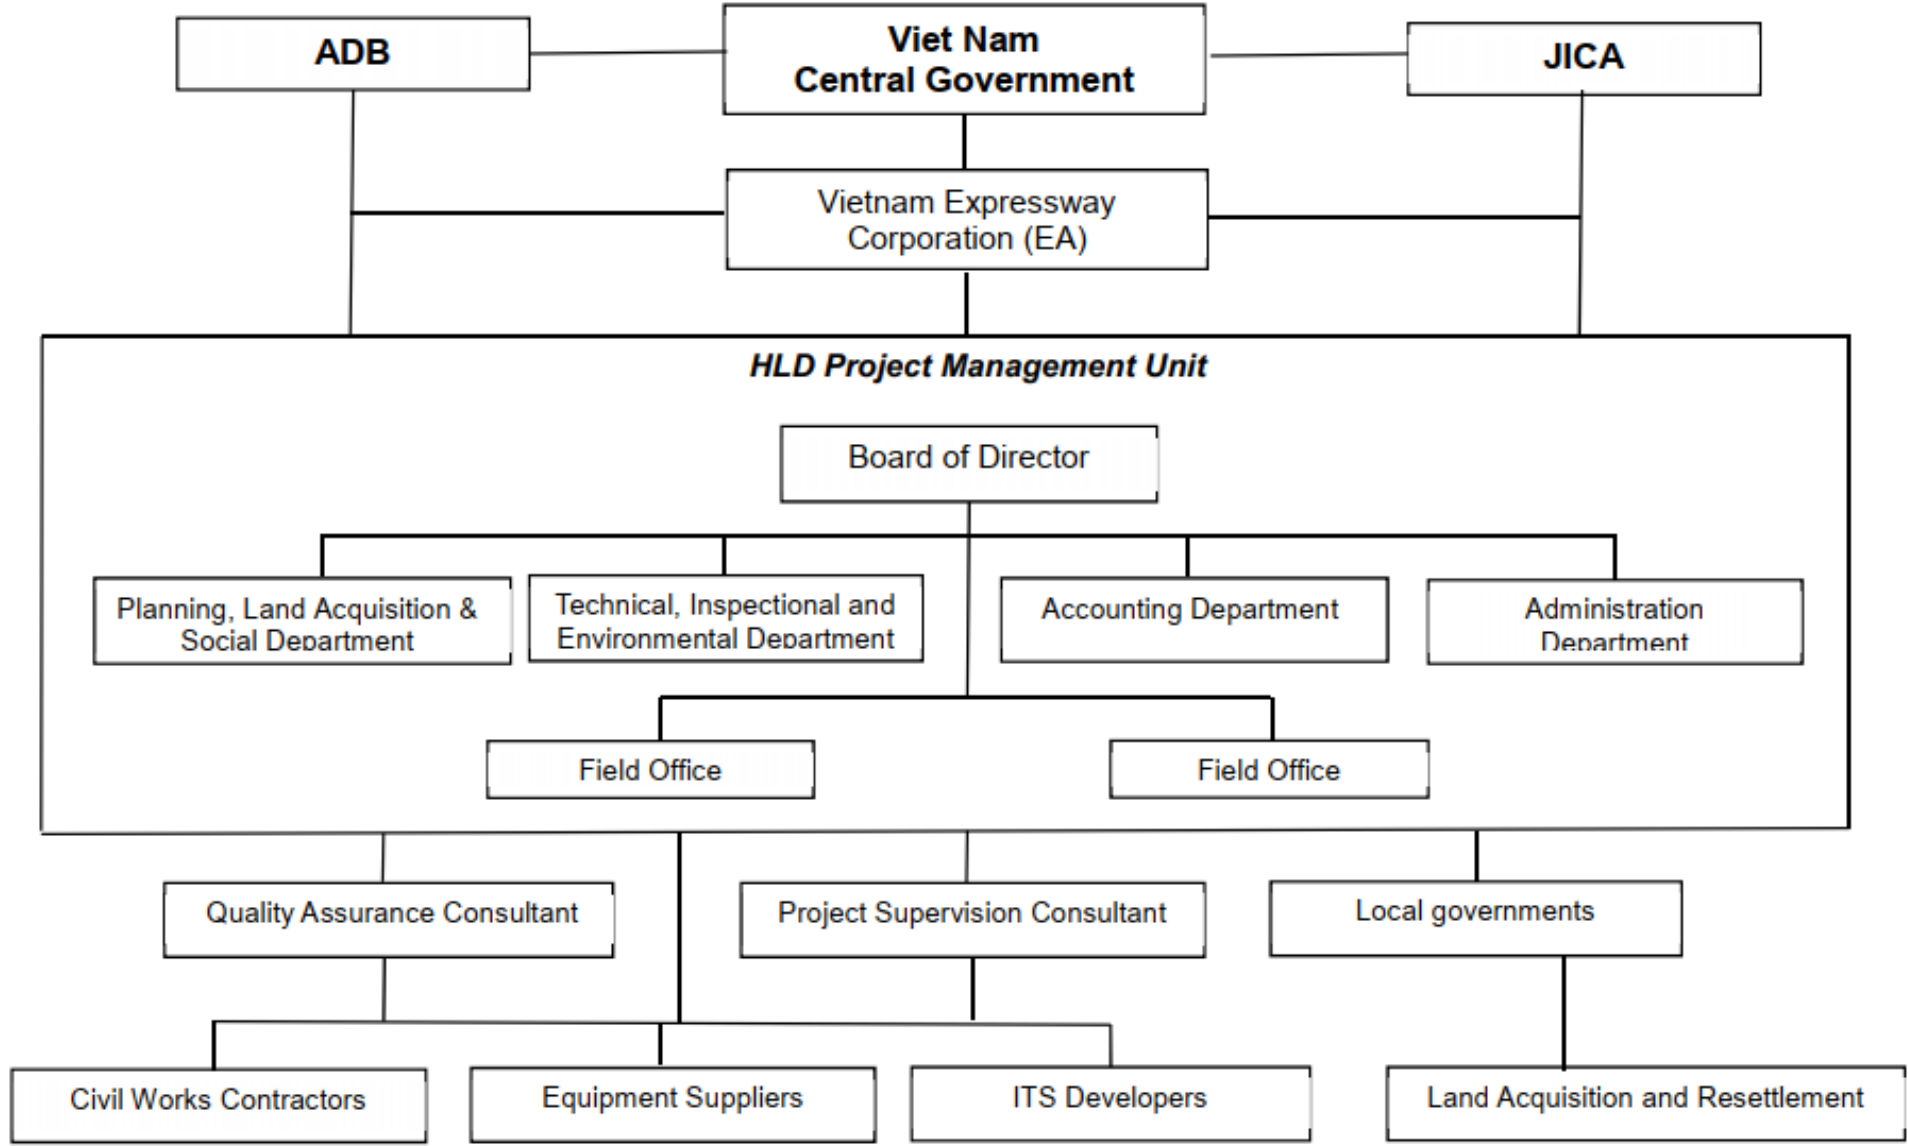 ADB
Viet Nam
Central Government
JICA
Vietnam Expressway
Corporation (EA)
HLD Project Management Unit
Board of Director
Planning, Land Acquisition &
Social Department
Technical, Inspectional and
Environmental Department
Accounting Department
Administration
Department
Field Office
Field Office
Quality Assurance Consultant
Project Supervision Consultant
Local governments
Civil Works Contractors
Equipment Suppliers
ITS Developers
Land Acquisition and Resettlement